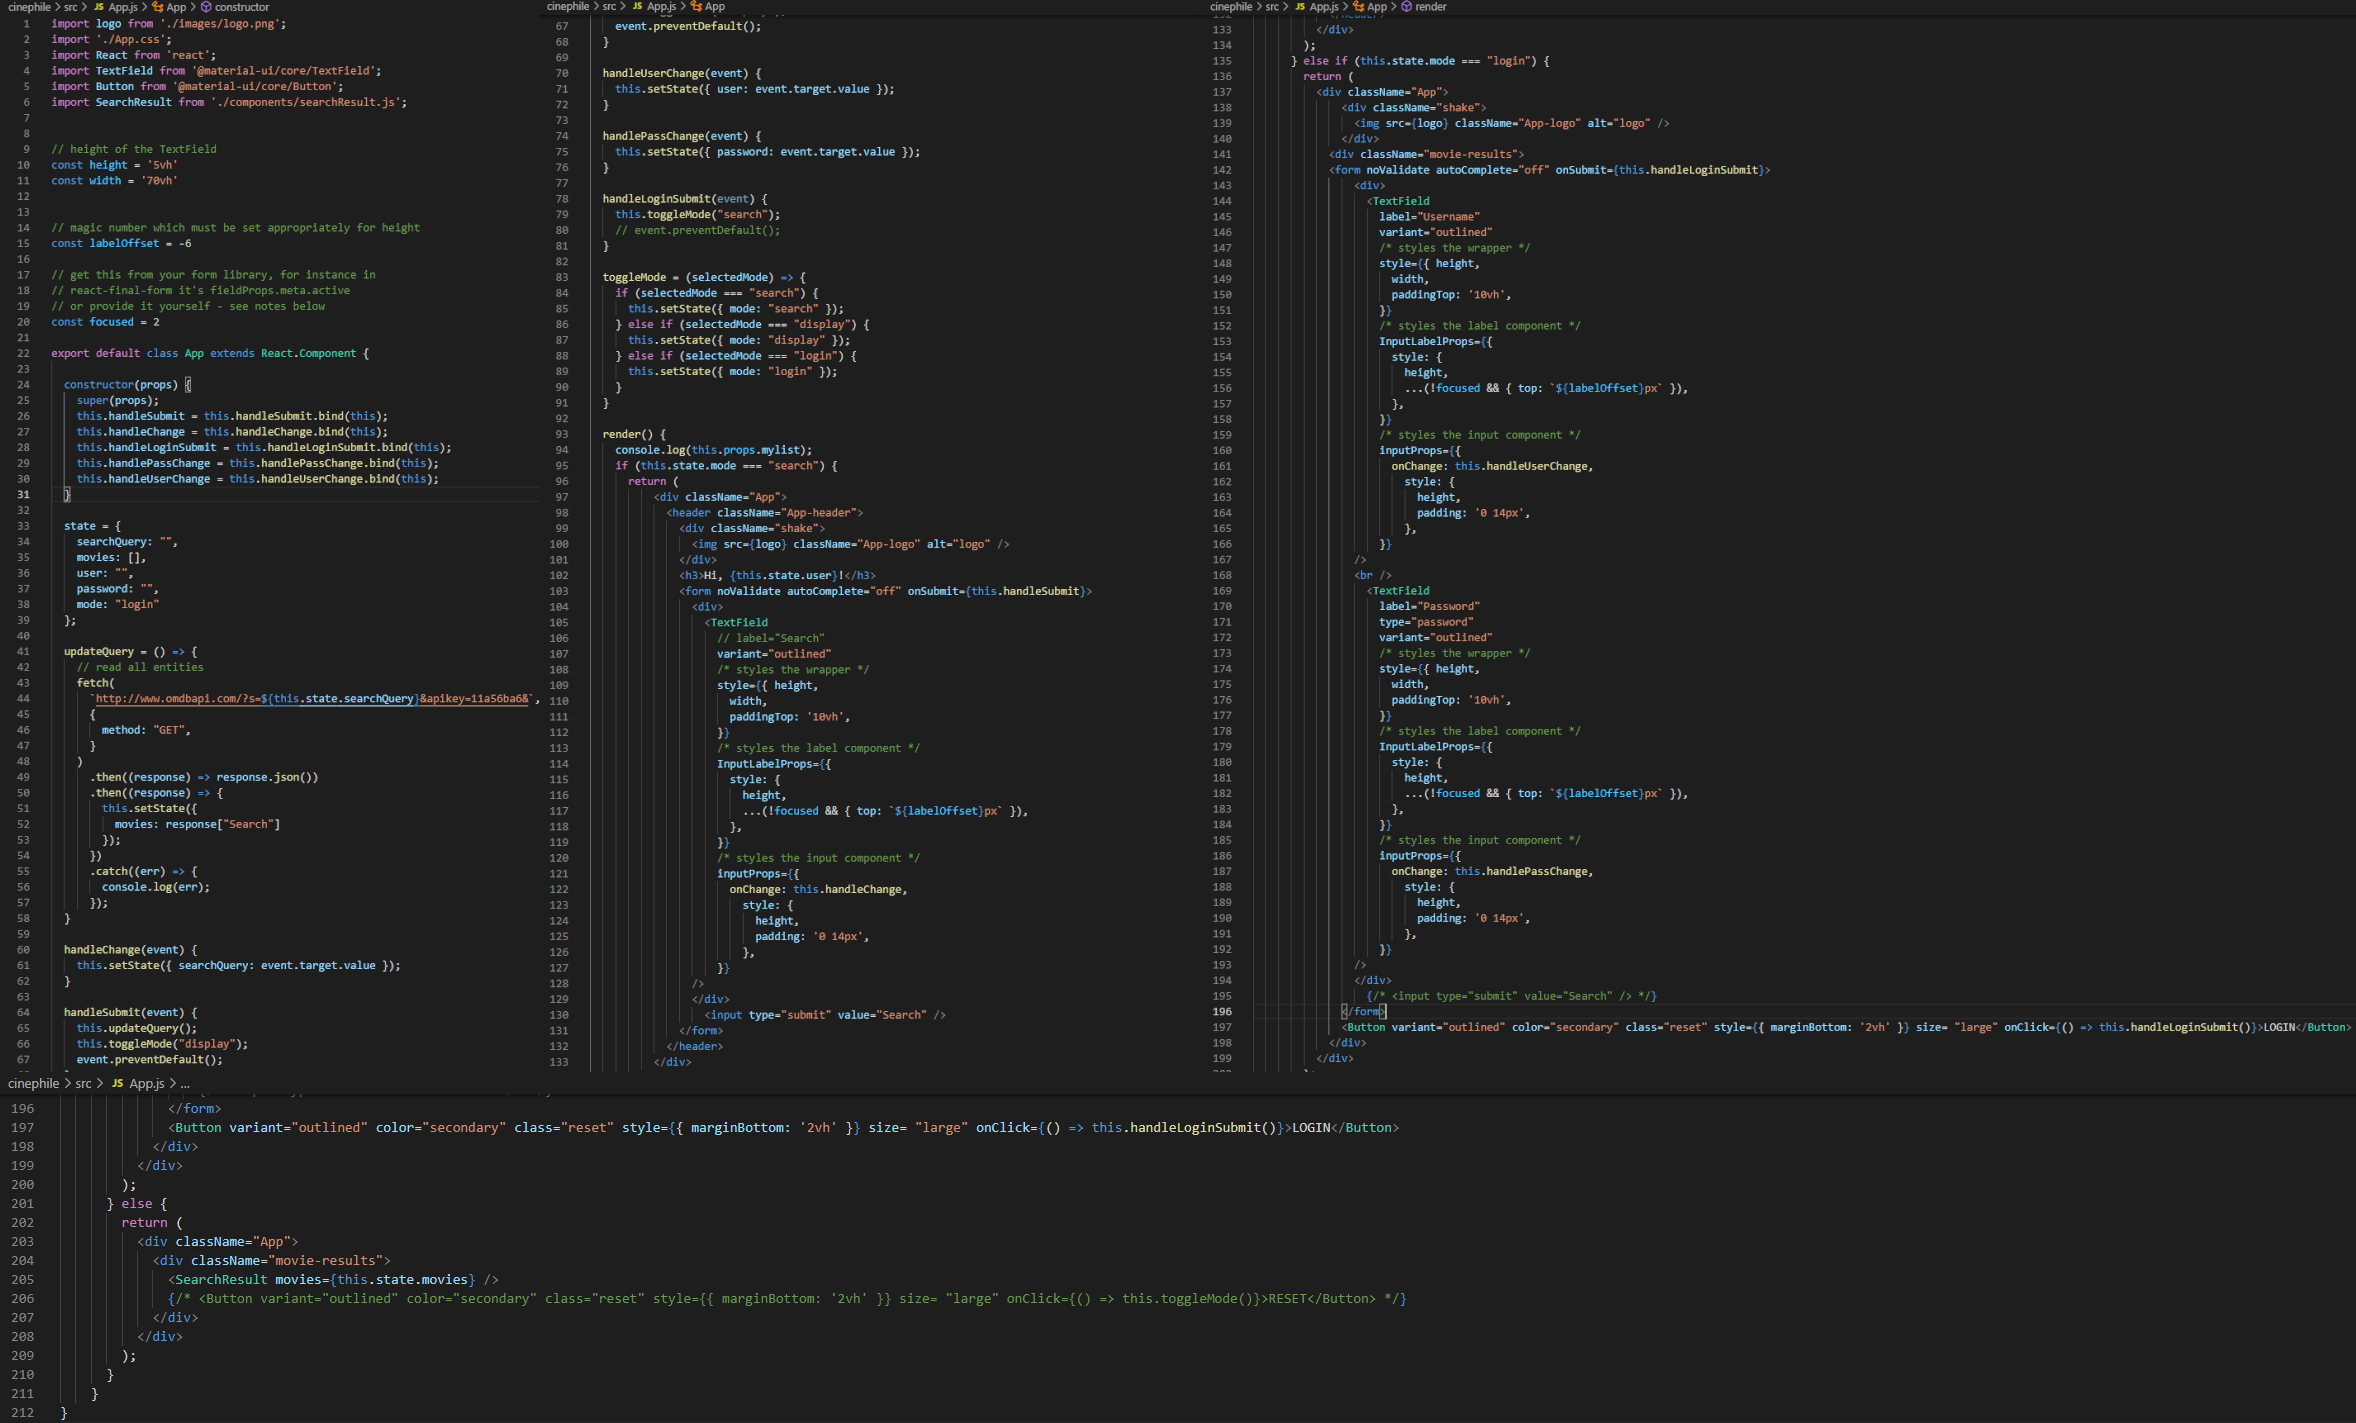 cinephile > src > JS App.js > App > constructor
1 import logo from './images/logo.png';
2 import './App.css';
3 import React from 'react';
4 import TextField from '@material-ui/core/TextField';
5 import Button from '@material-ui/core/Button';
6 import SearchResult from './components/searchResult.js';
7
8
9 // height of the TextField
10 const height = '5vh'
11 const width = '70vh'
12
13
14 // magic number which must be set appropriately for height
15 const labelOffset = -6
16
17 // get this from your form library, for instance in
18 // react-final-form it's fieldProps.meta.active
19 // or provide it yourself - see notes below
20 const focused = 2
21
22 export default class App extends React.Component {
23
24 constructor(props) {
25 super(props);
26 this.handleSubmit = this.handleSubmit.bind(this);
27 this.handleChange = this.handleChange.bind(this);
28 this.handleLoginSubmit = this.handleLoginSubmit.bind(this);
29 this.handlePassChange = this.handlePassChange.bind(this);
30 this.handleUserChange = this.handleUserChange.bind(this);
31 }
32
33 state = {
34 searchQuery: "",
35 movies: [],
36 user: "",
37 password: "",
38 mode: "login"
39 };
40
41 updateQuery = () => {
42 // read all entities
43 fetch(
44 `http://www.omdbapi.com/?s=${this.state.searchQuery}&apikey=11a56ba6&`,
45 {
46 method: "GET",
47 }
48 )
49 .then((response) => response.json())
50 .then((response) => {
51 this.setState({
52 movies: response["Search"]
53 });
54 })
55 .catch((err) => {
56 console.log(err);
57 });
58 }
59
60 handleChange(event) {
61 this.setState({ searchQuery: event.target.value });
62 }
63
64 handleSubmit(event) {
65 this.updateQuery();
66 this.toggleMode("display");
67 event.preventDefault();
cinephile > src > JS App.js > App
67 event.preventDefault();
68 }
69
70 handleUserChange(event) {
71 this.setState({ user: event.target.value });
72 }
73
74 handlePassChange(event) {
75 this.setState({ password: event.target.value });
76 }
77
78 handleLoginSubmit(event) {
79 this.toggleMode("search");
80 // event.preventDefault();
81 }
82
83 toggleMode = (selectedMode) => {
84 if (selectedMode === "search") {
85 this.setState({ mode: "search" });
86 } else if (selectedMode === "display") {
87 this.setState({ mode: "display" });
88 } else if (selectedMode === "login") {
89 this.setState({ mode: "login" });
90 }
91 }
92
93 render() {
94 console.log(this.props.mylist);
95 if (this.state.mode === "search") {
96 return (
97 <div className="App">
98 <header className="App-header">
99 <div className="shake">
100 <img src={logo} className="App-logo" alt="logo" />
101 </div>
102 <h3>Hi, {this.state.user}!</h3>
103 <form noValidate autoComplete="off" onSubmit={this.handleSubmit}>
104 <div>
105 <TextField
106 // label="Search"
107 variant="outlined"
108 /* styles the wrapper */
109 style={{ height,
110 width,
111 paddingTop: '10vh',
112 }}
113 /* styles the label component */
114 InputLabelProps={{
115 style: {
116 height,
117 ...(!focused && { top: `${labelOffset}px` }),
118 },
119 }}
120 /* styles the input component */
121 inputProps={{
122 onChange: this.handleChange,
123 style: {
124 height,
125 padding: '0 14px',
126 },
127 }}
128 />
129 </div>
130 <input type="submit" value="Search" />
131 </form>
132 </header>
133 </div>
cinephile > src > JS App.js > App > render
132 </header>
133 </div>
134 );
135 } else if (this.state.mode === "login") {
136 return (
137 <div className="App">
138 <div className="shake">
139 <img src={logo} className="App-logo" alt="logo" />
140 </div>
141 <div className="movie-results">
142 <form noValidate autoComplete="off" onSubmit={this.handleLoginSubmit}>
143 <div>
144 <TextField
145 label="Username"
146 variant="outlined"
147 /* styles the wrapper */
148 style={{ height,
149 width,
150 paddingTop: '10vh',
151 }}
152 /* styles the label component */
153 InputLabelProps={{
154 style: {
155 height,
156 ...(!focused && { top: `${labelOffset}px` }),
157 },
158 }}
159 /* styles the input component */
160 inputProps={{
161 onChange: this.handleUserChange,
162 style: {
163 height,
164 padding: '0 14px',
165 },
166 }}
167 />
168 <br />
169 <TextField
170 label="Password"
171 type="password"
172 variant="outlined"
173 /* styles the wrapper */
174 style={{ height,
175 width,
176 paddingTop: '10vh',
177 }}
178 /* styles the label component */
179 InputLabelProps={{
180 style: {
181 height,
182 ...(!focused && { top: `${labelOffset}px` }),
183 },
184 }}
185 /* styles the input component */
186 inputProps={{
187 onChange: this.handlePassChange,
188 style: {
189 height,
190 padding: '0 14px',
191 },
192 }}
193 />
194 </div>
195 {/* <input type="submit" value="Search" /> */}
196 </form>
197 <Button variant="outlined" color="secondary" class="reset" style={{ marginBottom: '2vh' }} size= "large" onClick={() => this.handleLoginSubmit()}>LOGIN</Button>
198 </div>
199 </div>
cinephile > src > JS App.js > ...
196 </form>
197 <Button variant="outlined" color="secondary" class="reset" style={{ marginBottom: '2vh' }} size= "large" onClick={() => this.handleLoginSubmit()}>LOGIN</Button>
198 </div>
199 </div>
200 );
201 } else {
202 return (
203 <div className="App">
204 <div className="movie-results">
205 <SearchResult movies={this.state.movies} />
206 {/* <Button variant="outlined" color="secondary" class="reset" style={{ marginBottom: '2vh' }} size= "large" onClick={() => this.toggleMode()}>RESET</Button> */}
207 </div>
208 </div>
209 );
210 }
211 }
212 }